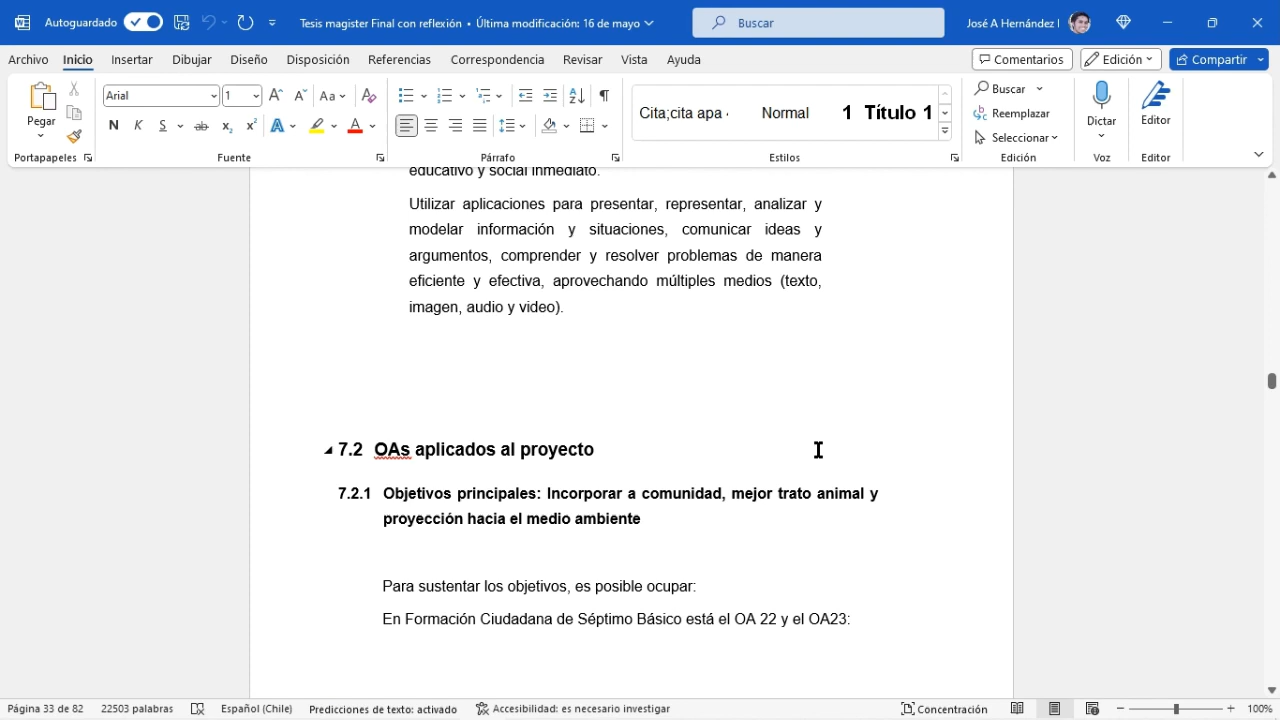 Autoguardado
Tesis magister Final con reflexión • Última modificación: 16 de mayo
Buscar
José A Hernández
Archivo Inicio Insertar Dibujar Diseño Disposición Referencias Correspondencia Revisar Vista Ayuda
Comentarios Edición Compartir
Pegar
Portapapeles
Arial 1
Aa
N K S ab x₂ x² A A
Fuente
Párrafo
Cita;cita apa Normal 1 Título 1
Estilos
Buscar
Reemplazar
Seleccionar
Edición
Dictar
Voz
Editor
Editor
educativo y social inmediato.
Utilizar aplicaciones para presentar, representar, analizar y
modelar información y situaciones, comunicar ideas y
argumentos, comprender y resolver problemas de manera
eficiente y efectiva, aprovechando múltiples medios (texto,
imagen, audio y video).
7.2 OAs aplicados al proyecto
7.2.1 Objetivos principales: Incorporar a comunidad, mejor trato animal y
proyección hacia el medio ambiente
Para sustentar los objetivos, es posible ocupar:
En Formación Ciudadana de Séptimo Básico está el OA 22 y el OA23:
Página 33 de 82 22503 palabras Español (Chile) Predicciones de texto: activado Accesibilidad: es necesario investigar Concentración 100%